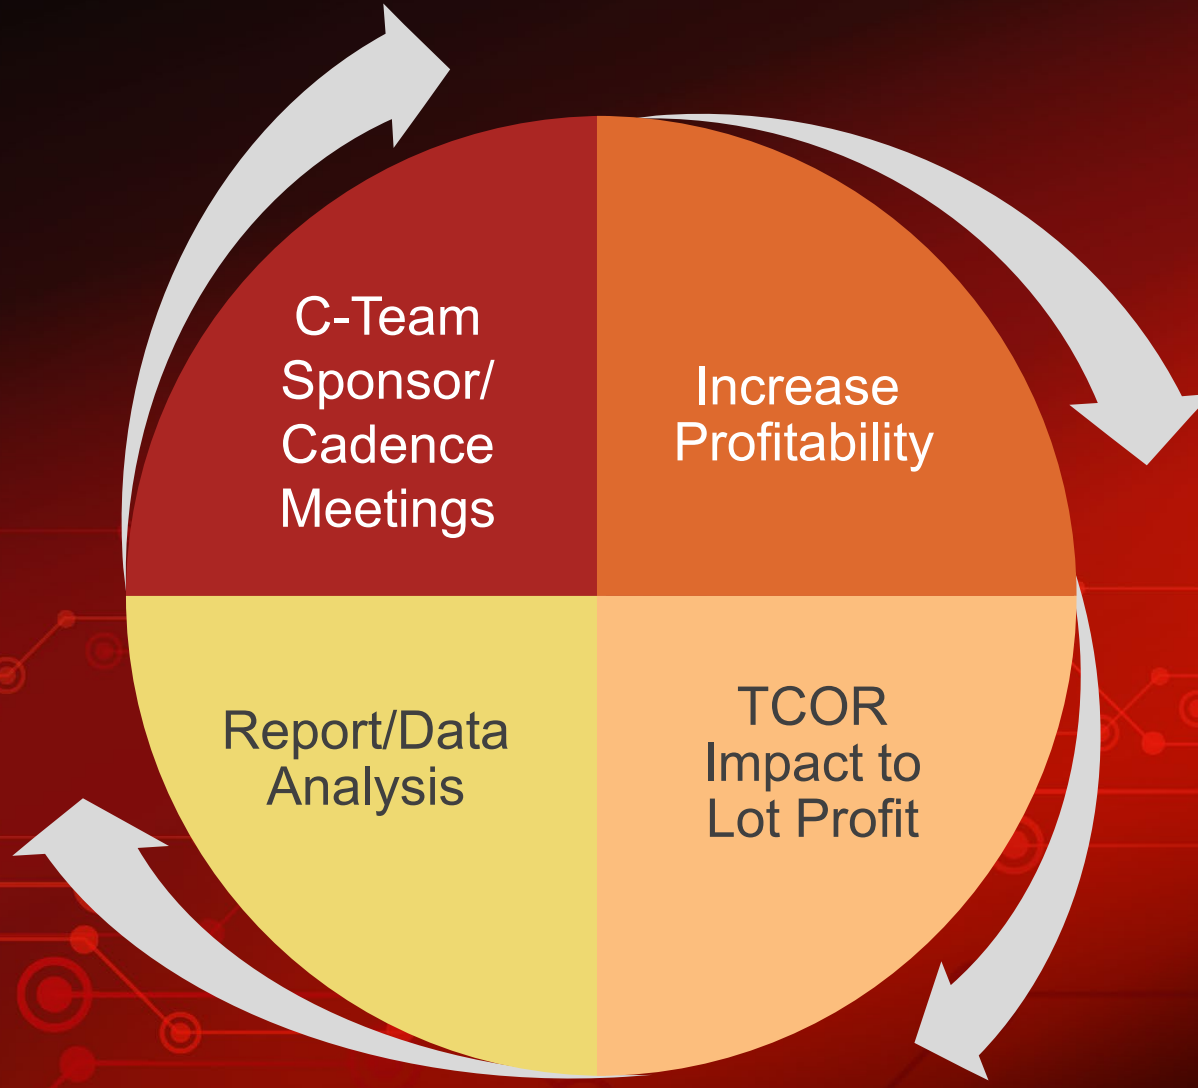 C-Team
Sponsor/
Cadence
Meetings
Increase
Profitability
Report/Data
Analysis
TCOR
Impact to
Lot Profit